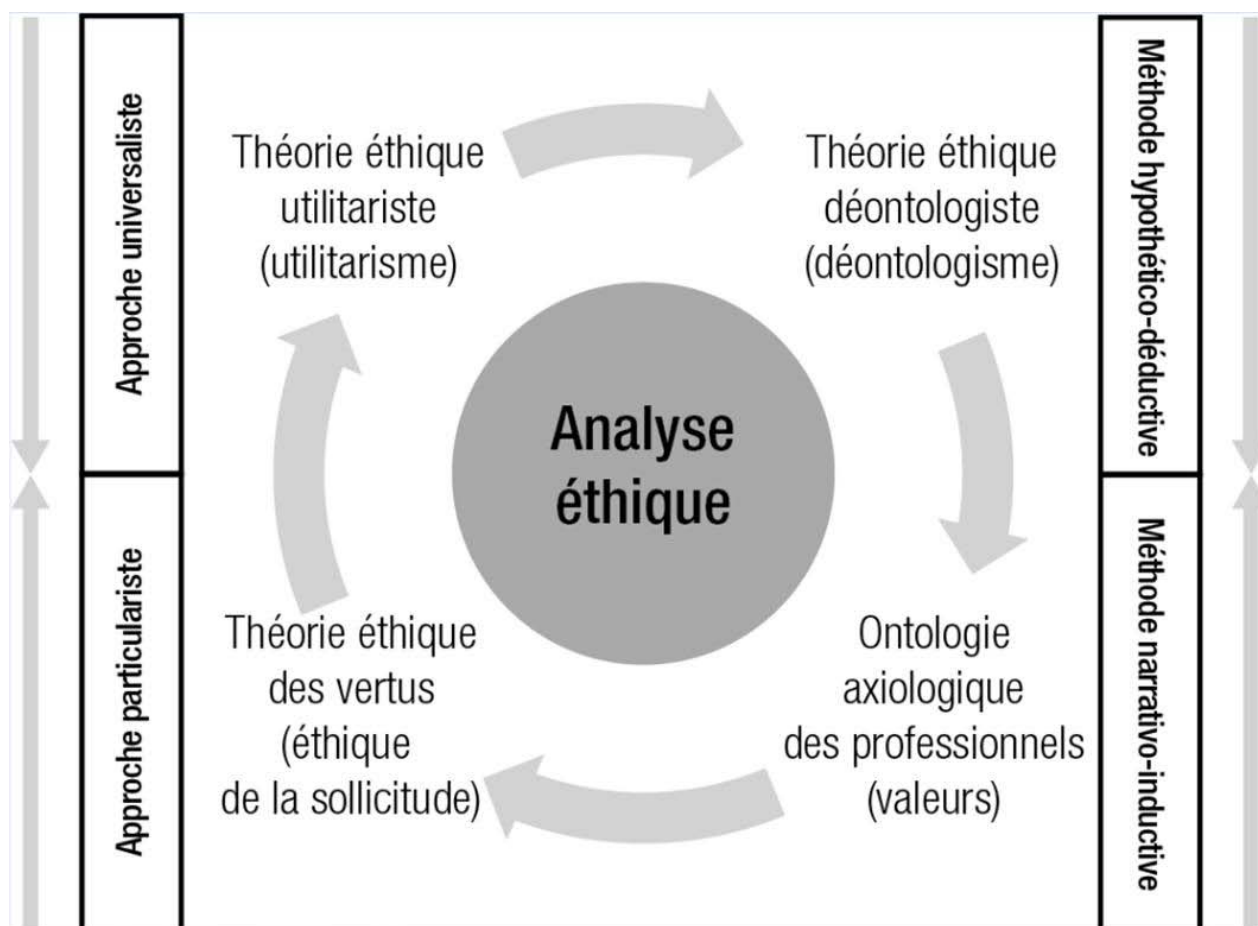 Approche universaliste
Théorie éthique
utilitariste
(utilitarisme)
Théorie éthique
déontologiste
(déontologisme)
Méthode hypothético-déductive
Analyse
éthique
Approche particulariste
Théorie éthique
des vertus
(éthique
de la sollicitude)
Ontologie
axiologique
des professionnels
(valeurs)
Méthode narrativo-inductive